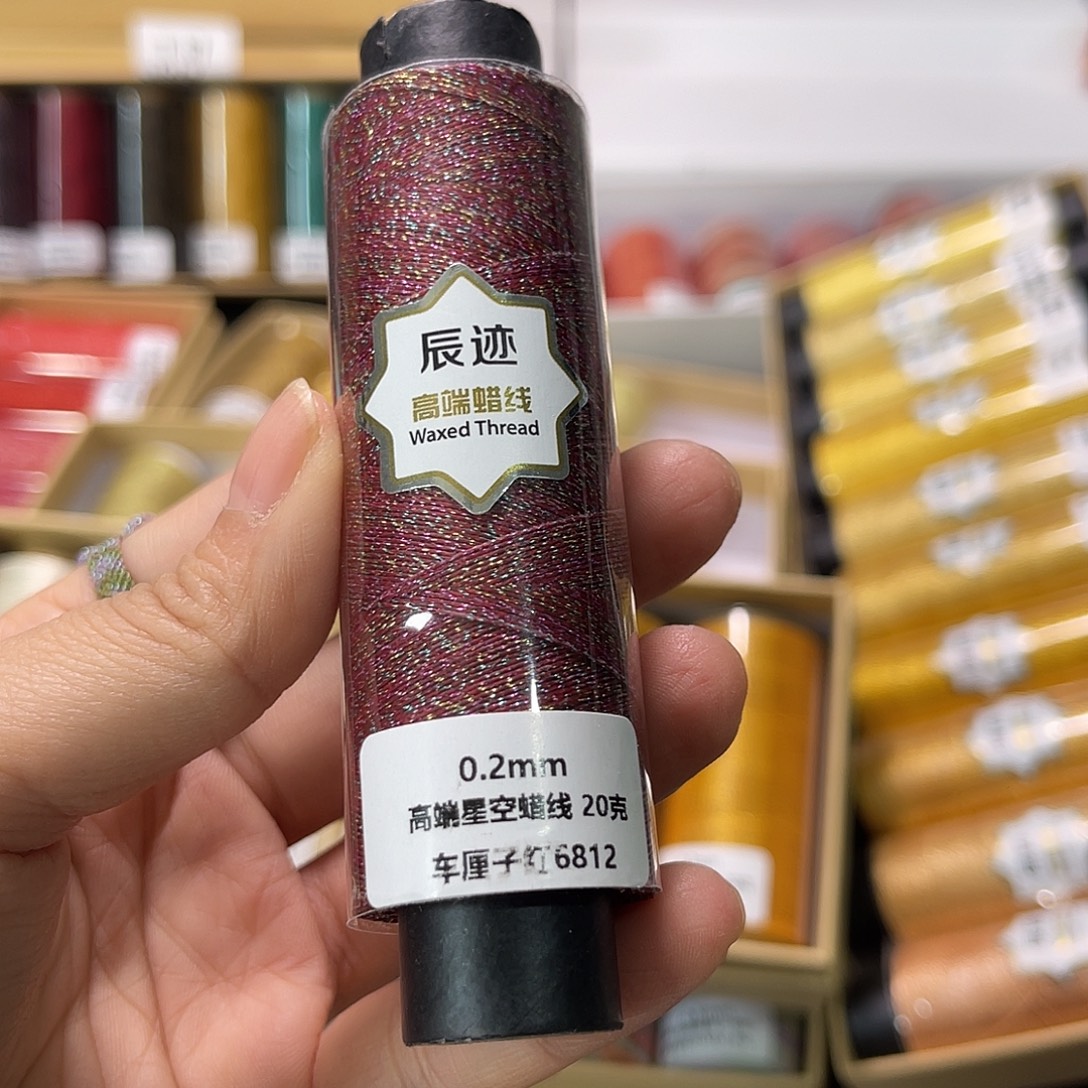 辰迹
高端蜡线
Waxed Thread
0.2mm
高端星空蜡线 20克
车厘子红6812